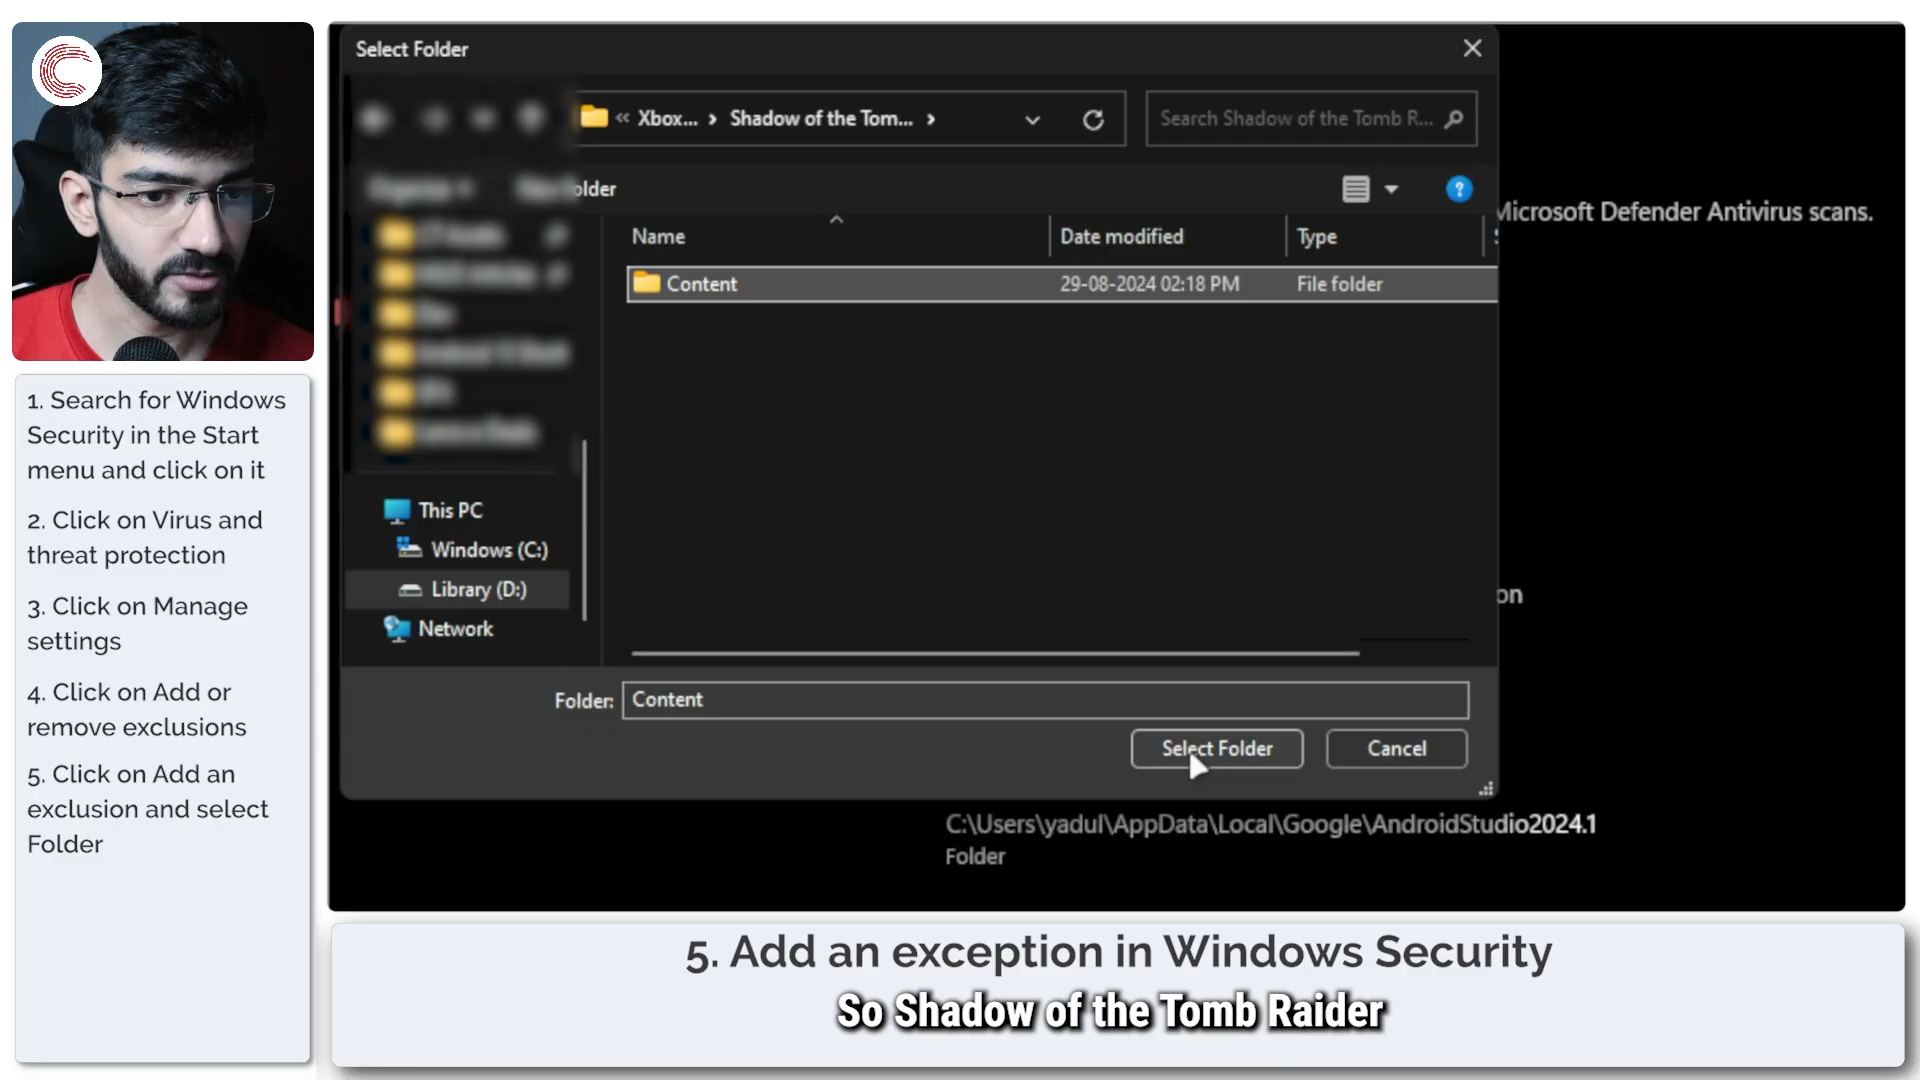 Select Folder
« Xbox... > Shadow of the Tom... >
Search Shadow of the Tomb R...
older
Microsoft Defender Antivirus scans.
Name
Date modified
Type
Content
29-08-2024 02:18 PM
File folder
This PC
Windows (C:)
Library (D:)
Network
on
Folder:
Content
Select Folder
Cancel
C:\Users\yadul\AppData\Local\Google\AndroidStudio2024.1
Folder
1. Search for Windows
Security in the Start
menu and click on it
2. Click on Virus and
threat protection
3. Click on Manage
settings
4. Click on Add or
remove exclusions
5. Click on Add an
exclusion and select
Folder
5. Add an exception in Windows Security
So Shadow of the Tomb Raider